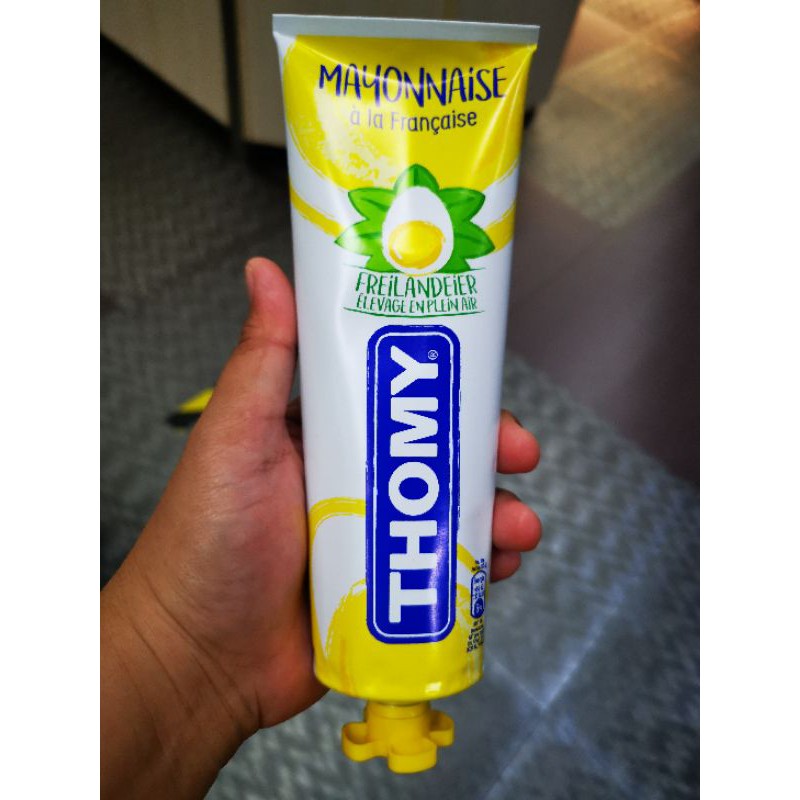 MAYONNAiSE
à la Française
FREiLANDEiER
ÉLEVAGE EN PLEIN AIR
THOMY®